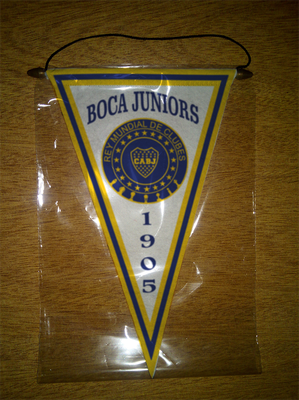 BOCA JUNIORS
REY MUNDIAL DE CLUBES
CABJ
1905